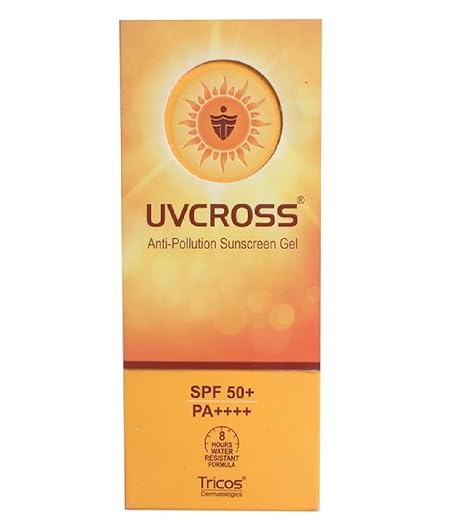 UVCROSS®
Anti-Pollution Sunscreen Gel
SPF 50+
PA++++
8
HOURS
WATER
RESISTANT
FORMULA
Tricos®
Dermatologics